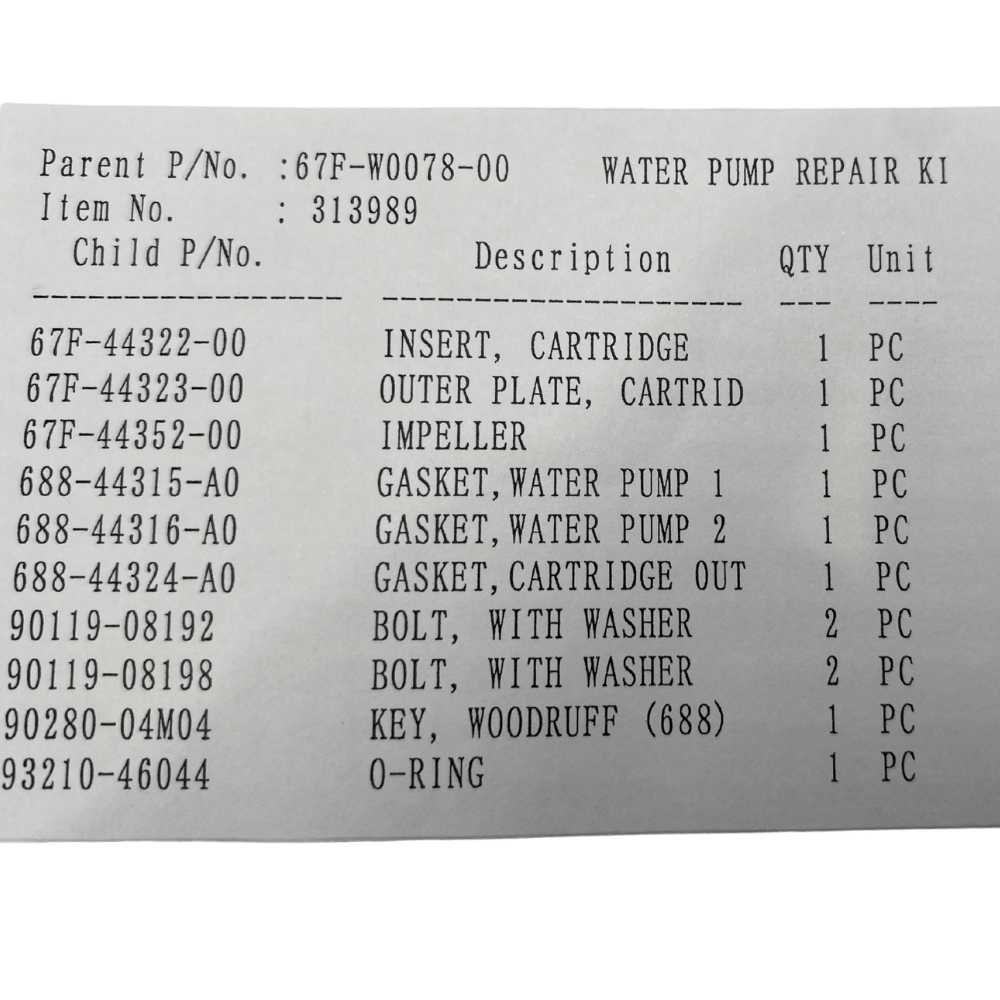 Parent P/No. :67F-W0078-00 WATER PUMP REPAIR KI
Item No. : 313989
Child P/No. Description QTY Unit
----------------- -------------------- --- ----
67F-44322-00 INSERT, CARTRIDGE 1 PC
67F-44323-00 OUTER PLATE, CARTRID 1 PC
67F-44352-00 IMPELLER 1 PC
688-44315-A0 GASKET,WATER PUMP 1 1 PC
688-44316-A0 GASKET,WATER PUMP 2 1 PC
688-44324-A0 GASKET,CARTRIDGE OUT 1 PC
90119-08192 BOLT, WITH WASHER 2 PC
90119-08198 BOLT, WITH WASHER 2 PC
90280-04M04 KEY, WOODRUFF (688) 1 PC
93210-46044 O-RING 1 PC